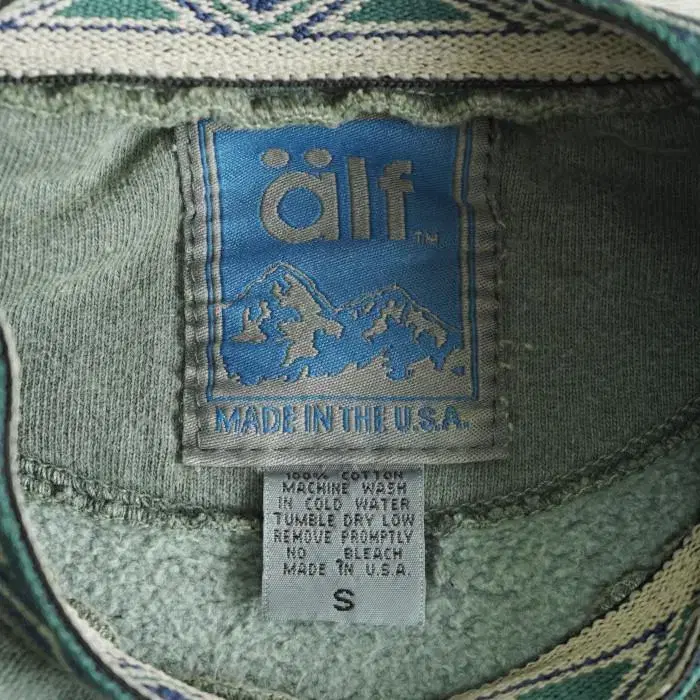 älf TM
MADE IN THE U.S.A.
100% COTTON
MACHINE WASH
IN COLD WATER
TUMBLE DRY LOW
REMOVE PROMPTLY
NO BLEACH
MADE IN U.S.A.
S